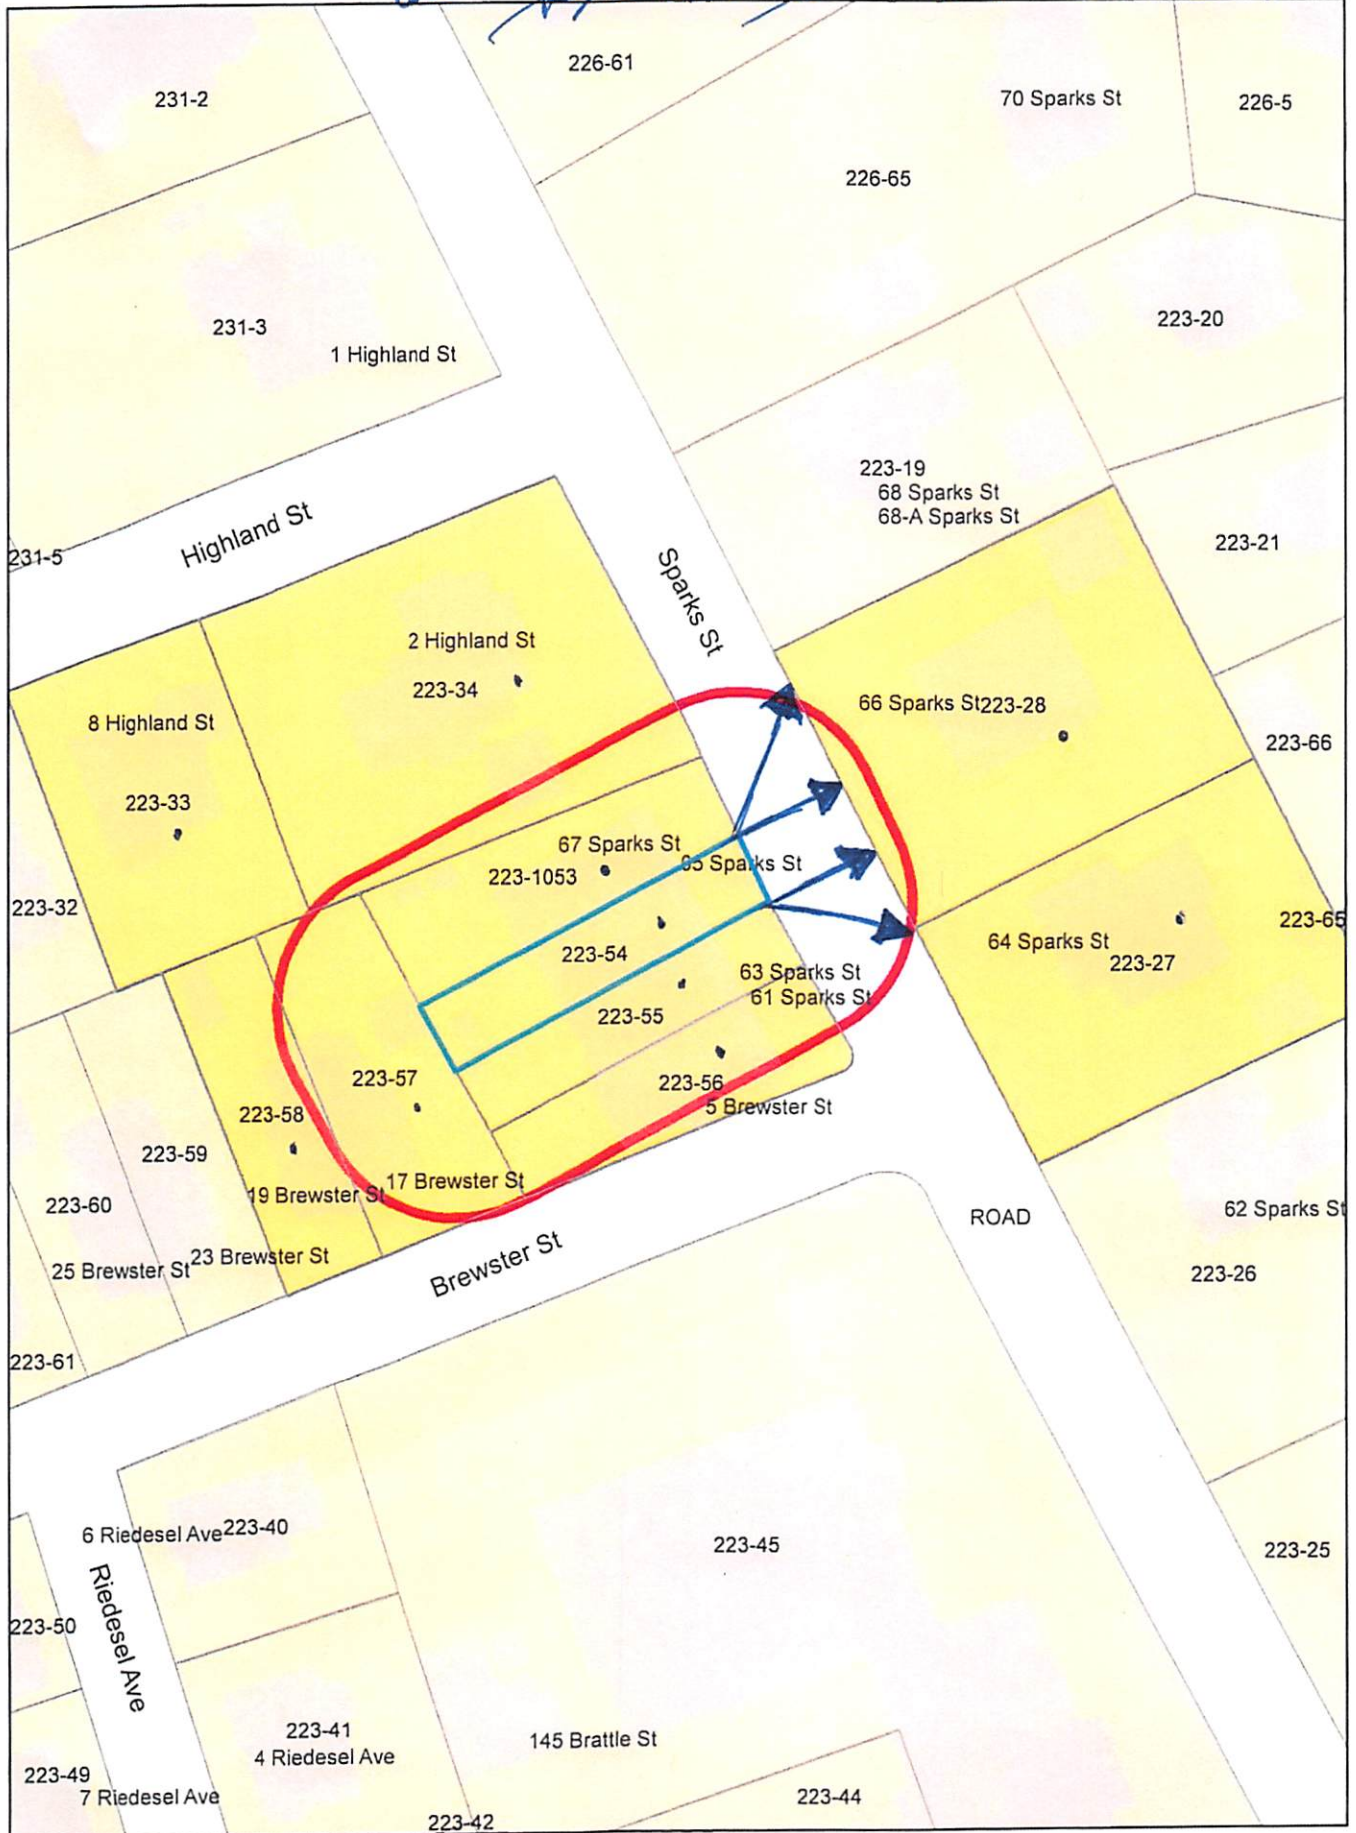 226-61
231-2
70 Sparks St
226-5
226-65
231-3
1 Highland St
223-20
223-19
68 Sparks St
68-A Sparks St
Highland St
231-5
223-21
Sparks St
2 Highland St
223-34
66 Sparks St 223-28
8 Highland St
223-33
223-66
67 Sparks St
65 Sparks St
223-1053
223-32
223-54
64 Sparks St
223-27
223-65
63 Sparks St
61 Sparks St
223-55
223-57
223-56
5 Brewster St
223-58
223-59
17 Brewster St
19 Brewster St
223-60
23 Brewster St
25 Brewster St
Brewster St
ROAD
62 Sparks St
223-26
223-61
6 Riedesel Ave 223-40
223-45
223-25
Riedesel Ave
223-50
223-41
4 Riedesel Ave
145 Brattle St
223-49
7 Riedesel Ave
223-44
223-42